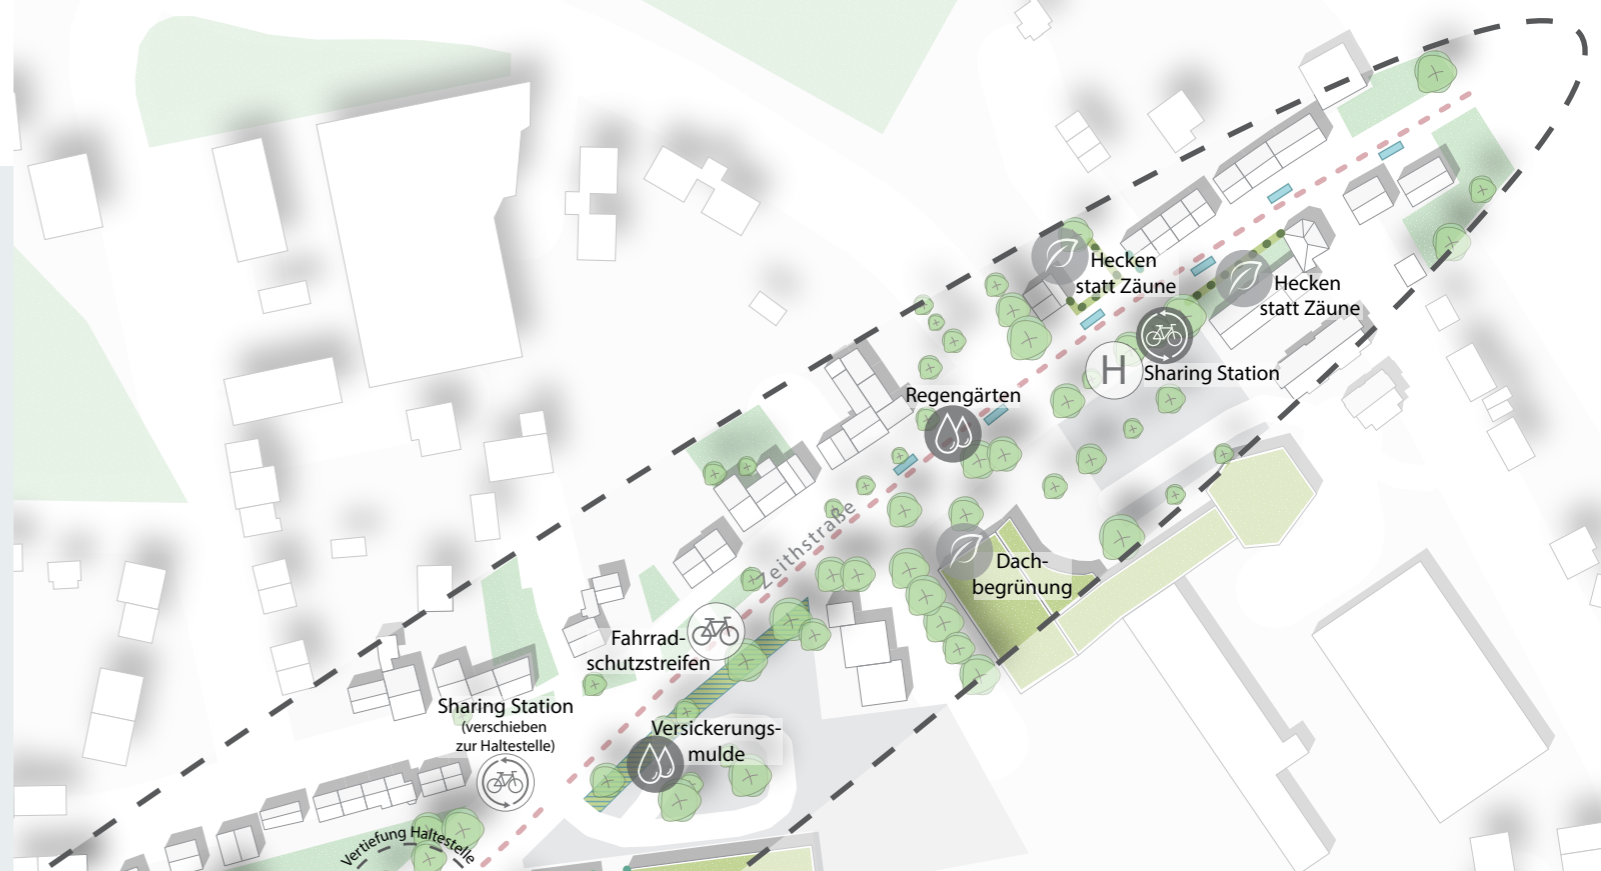 Hecken
statt Zäune
Hecken
statt Zäune
H
Sharing Station
Regengärten
Zeithstraße
Dach-
begrünung
Fahrrad-
schutzstreifen
Sharing Station
(verschieben
zur Haltestelle)
Versickerungs-
mulde
Vertiefung Haltestelle